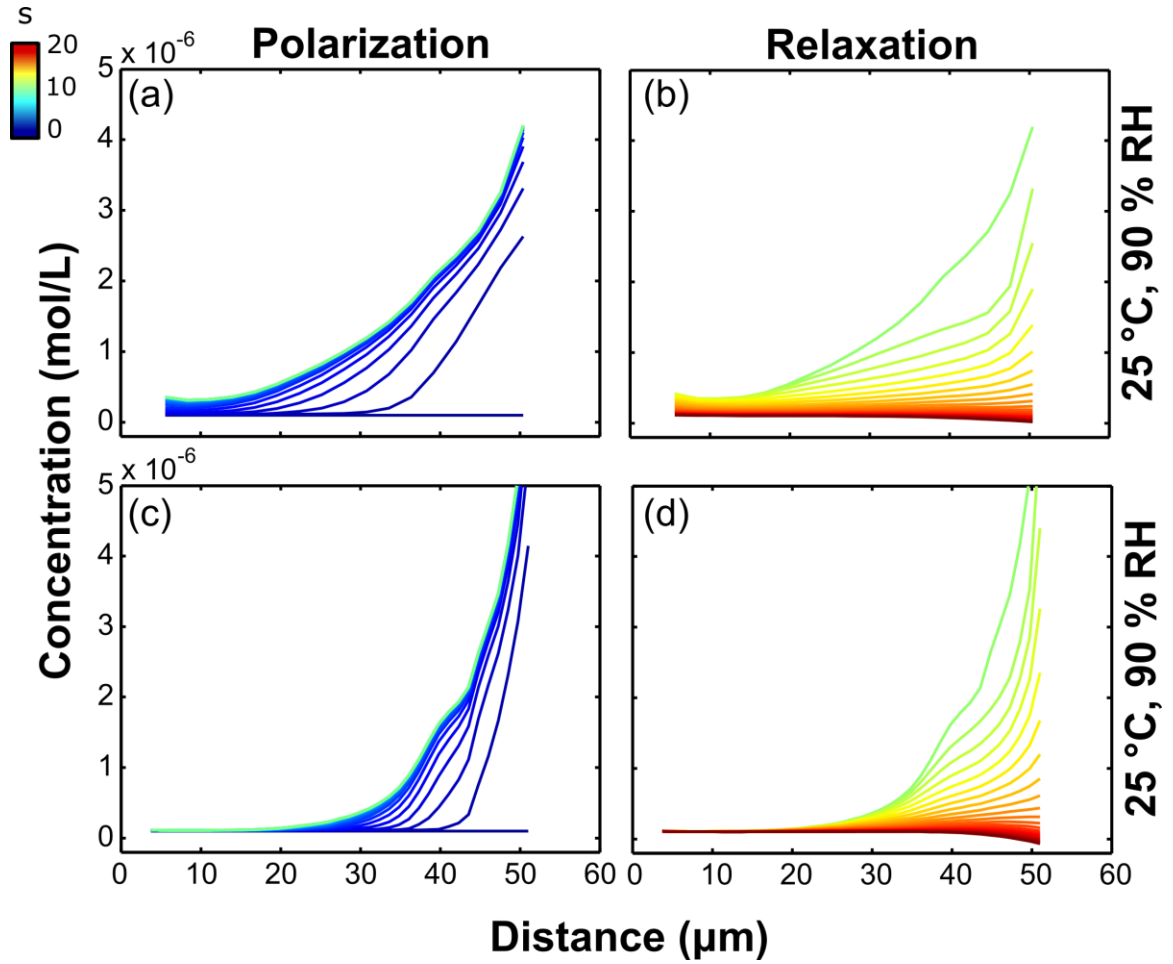 s
20
10
0
Polarization
Relaxation
5 x 10-6
(a)
(b)
4
3
2
1
0
25 °C, 90 % RH
Concentration (mol/L)
5 x 10-6
(c)
(d)
4
3
2
1
0
25 °C, 90 % RH
0 10 20 30 40 50 60
0 10 20 30 40 50 60
Distance (µm)